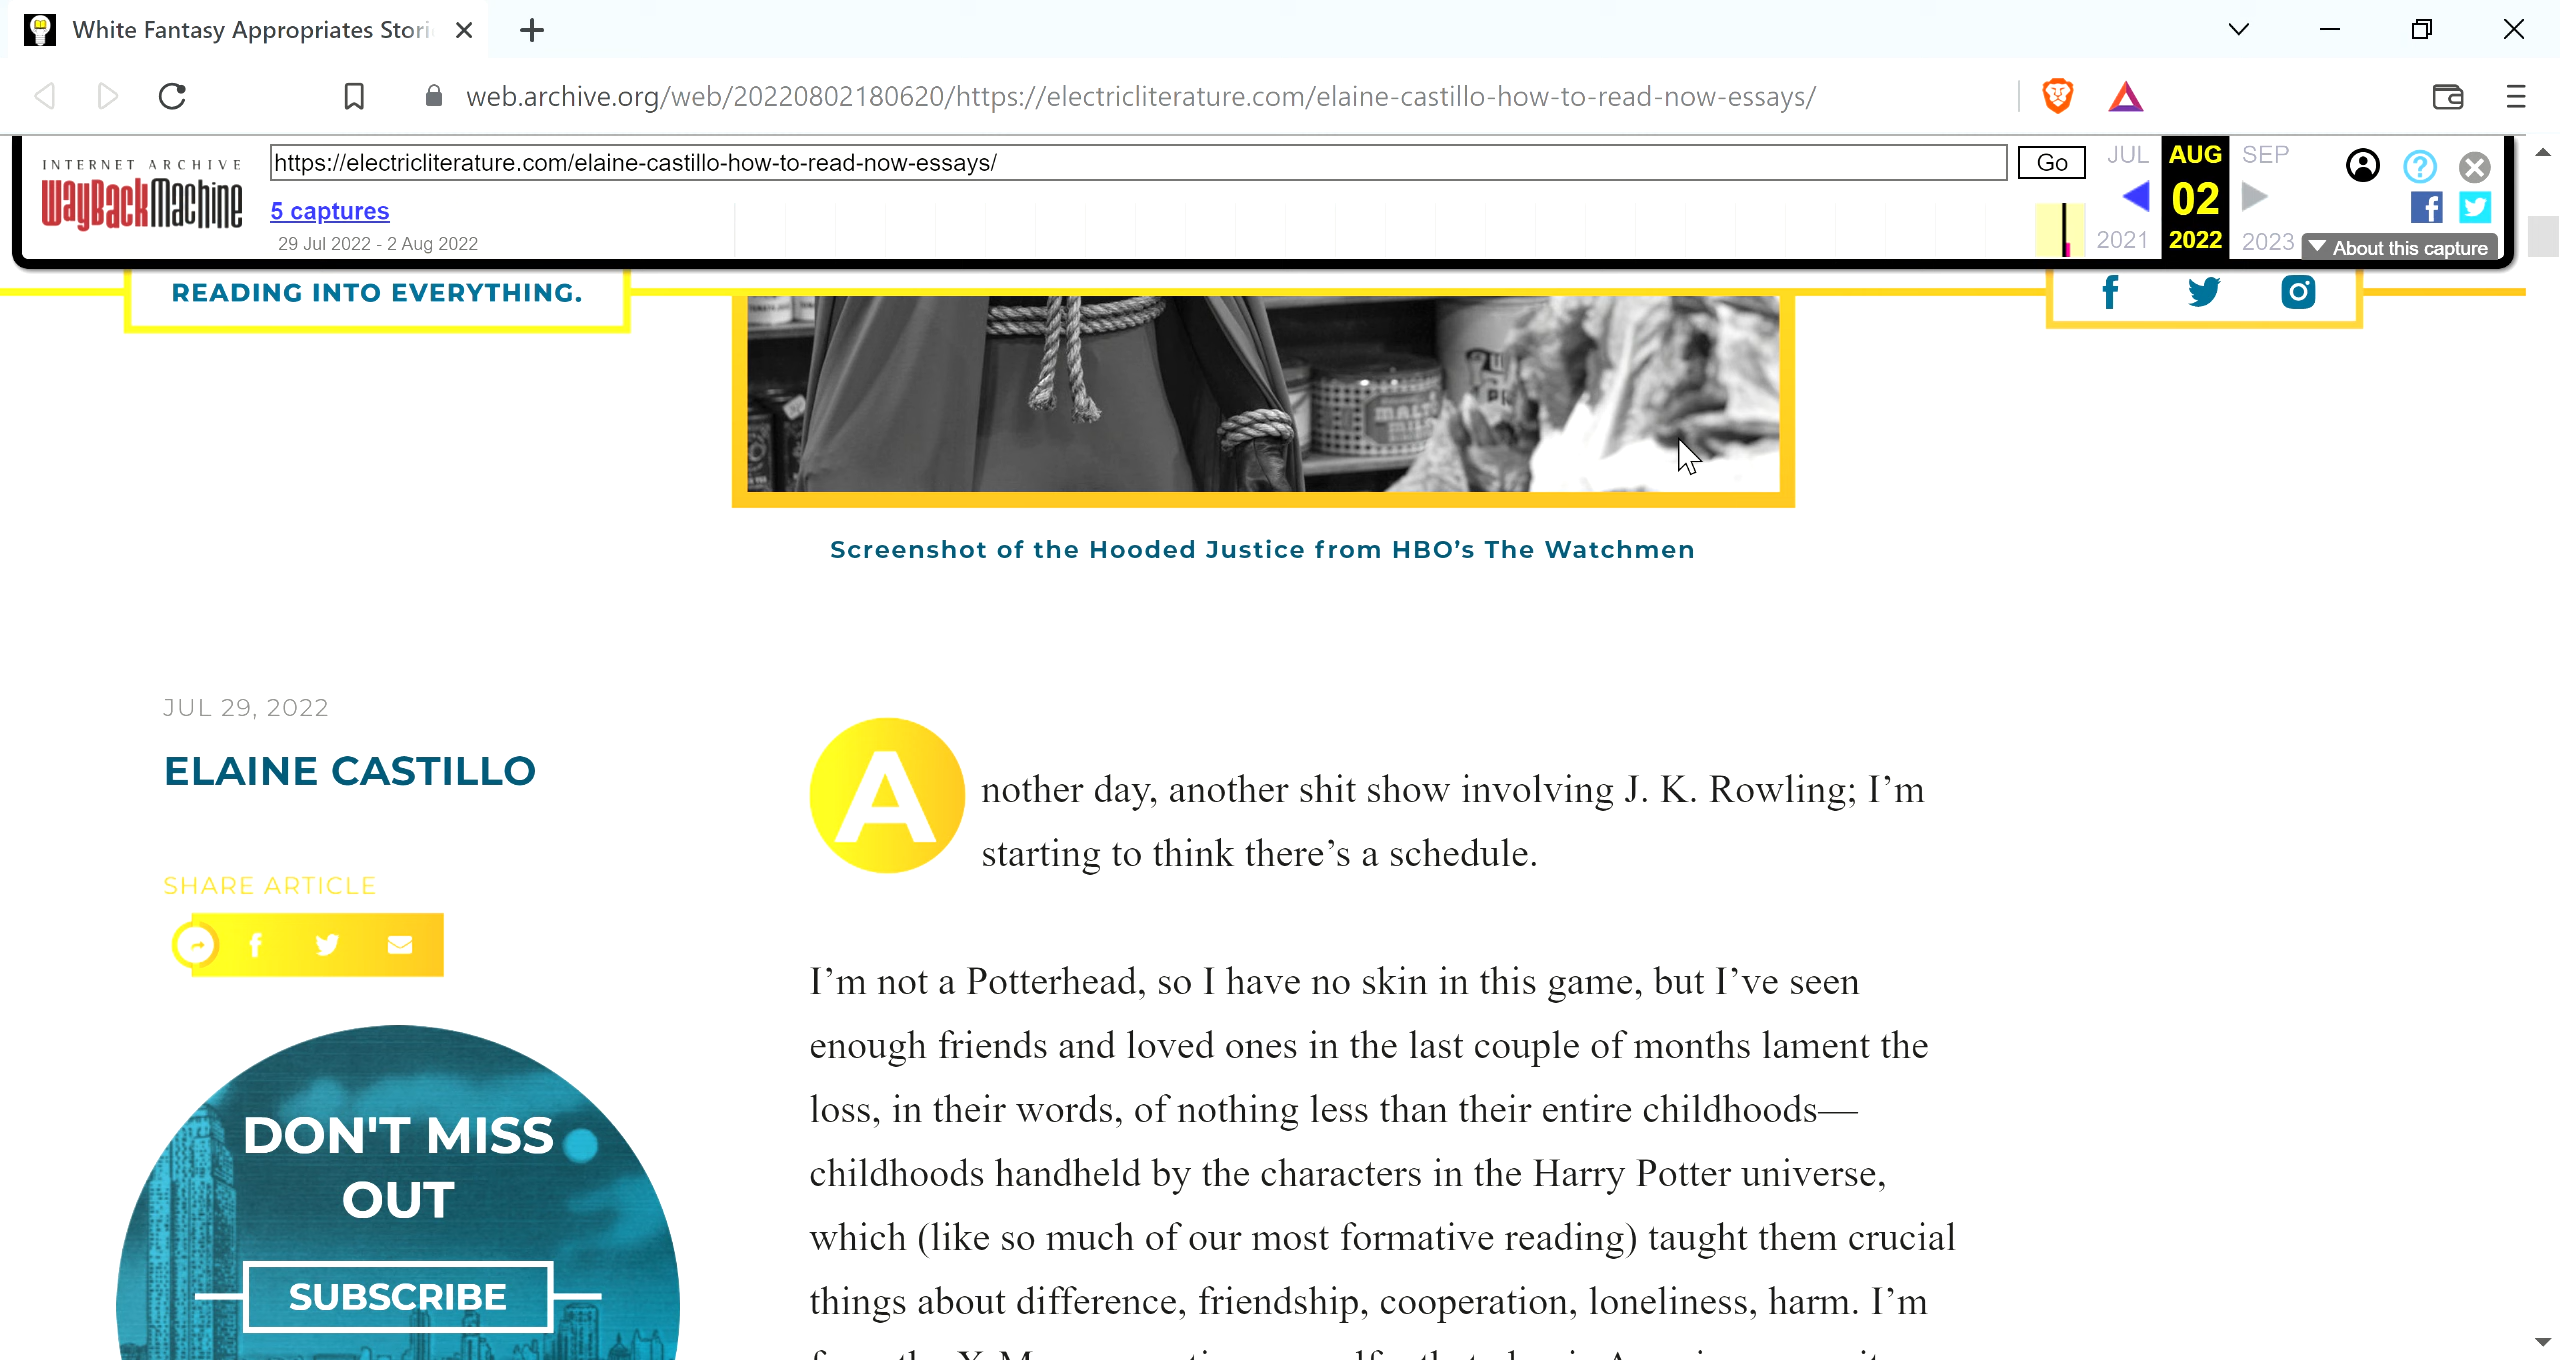 White Fantasy Appropriates Stori
web.archive.org/web/20220802180620/https://electricliterature.com/elaine-castillo-how-to-read-now-essays/
INTERNET ARCHIVE
WayBackMachine
https://electricliterature.com/elaine-castillo-how-to-read-now-essays/
Go
5 captures
29 Jul 2022 - 2 Aug 2022
JUL AUG SEP
02
2021 2022 2023
About this capture
READING INTO EVERYTHING.
MALT
MIL
Screenshot of the Hooded Justice from HBO’s The Watchmen
JUL 29, 2022
ELAINE CASTILLO
SHARE ARTICLE
DON'T MISS
OUT
SUBSCRIBE
Another day, another shit show involving J. K. Rowling; I’m
starting to think there’s a schedule.
I’m not a Potterhead, so I have no skin in this game, but I’ve seen
enough friends and loved ones in the last couple of months lament the
loss, in their words, of nothing less than their entire childhoods—
childhoods handheld by the characters in the Harry Potter universe,
which (like so much of our most formative reading) taught them crucial
things about difference, friendship, cooperation, loneliness, harm. I’m